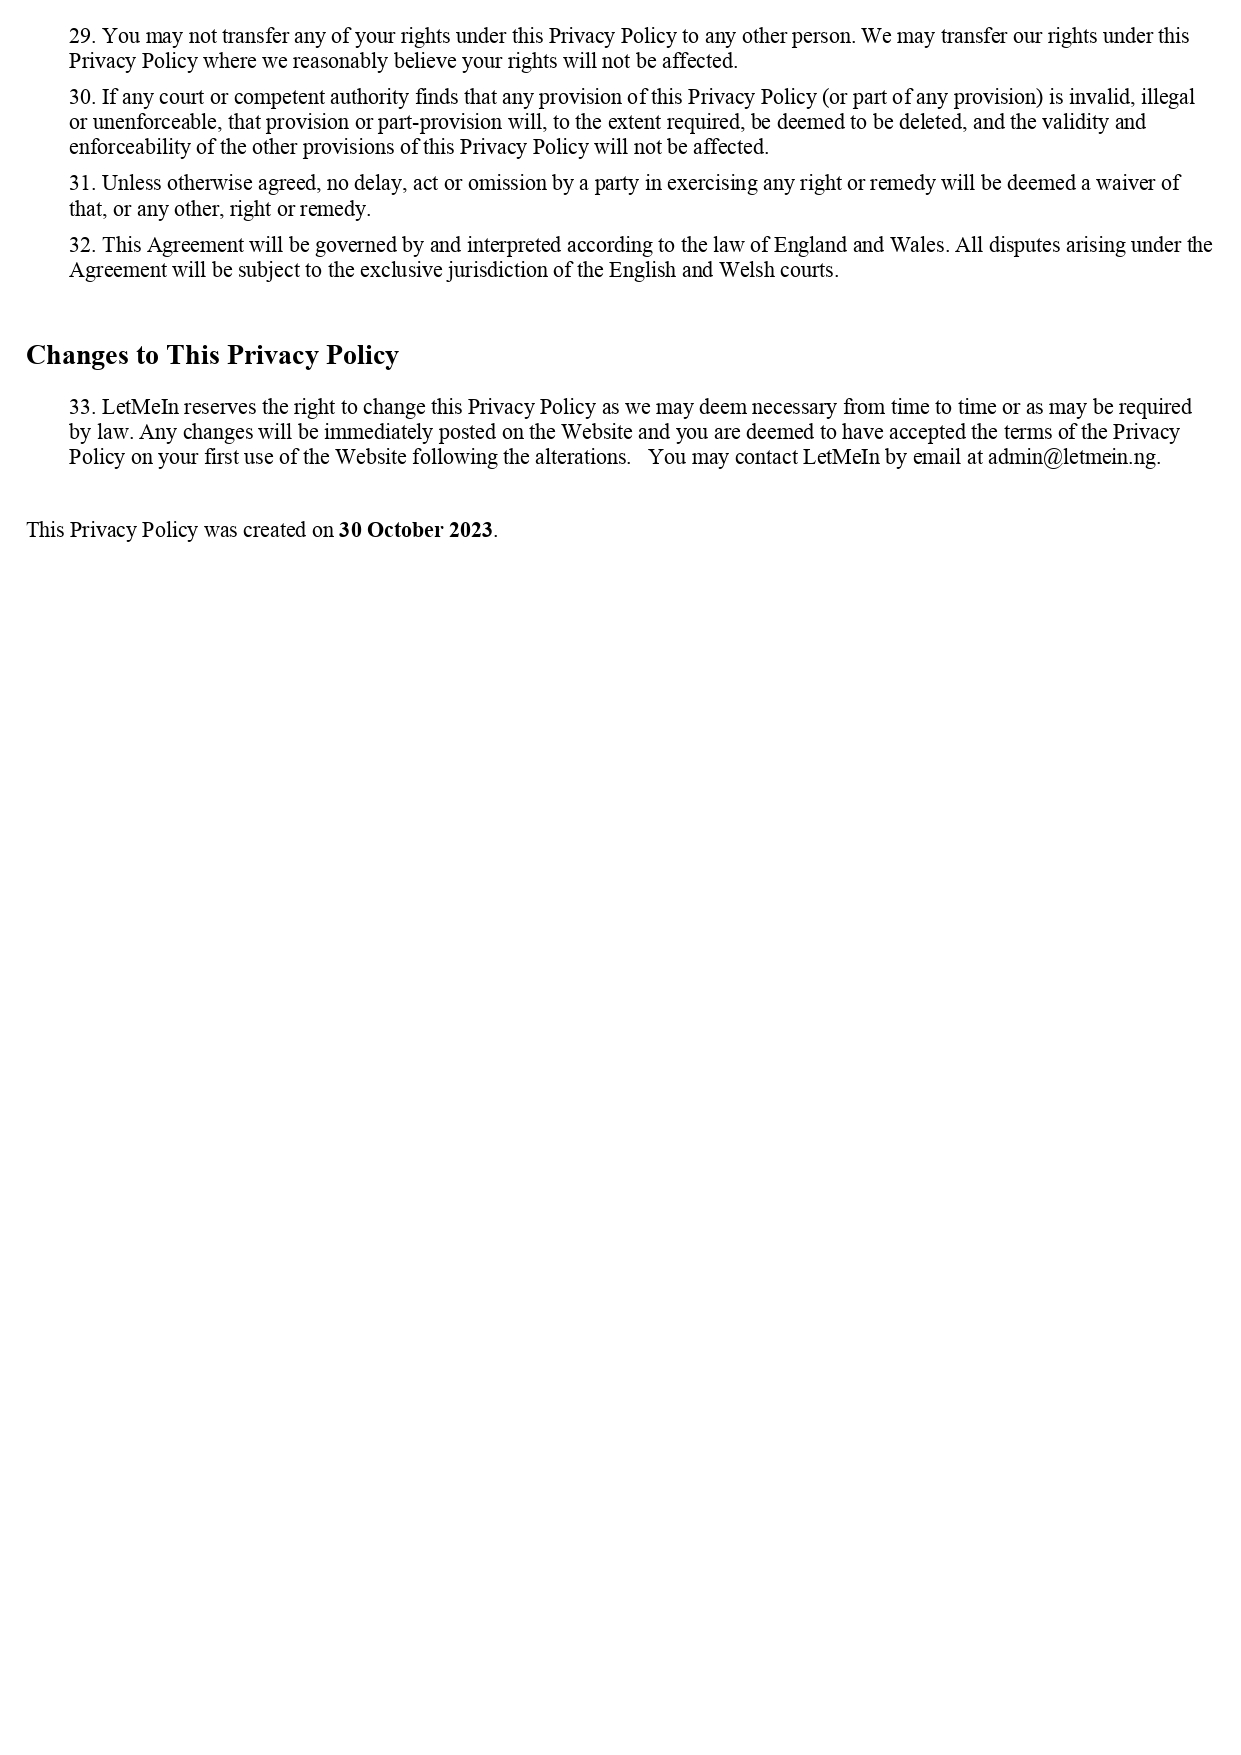 29. You may not transfer any of your rights under this Privacy Policy to any other person. We may transfer our rights under this
Privacy Policy where we reasonably believe your rights will not be affected.
30. If any court or competent authority finds that any provision of this Privacy Policy (or part of any provision) is invalid, illegal
or unenforceable, that provision or part-provision will, to the extent required, be deemed to be deleted, and the validity and
enforceability of the other provisions of this Privacy Policy will not be affected.
31. Unless otherwise agreed, no delay, act or omission by a party in exercising any right or remedy will be deemed a waiver of
that, or any other, right or remedy.
32. This Agreement will be governed by and interpreted according to the law of England and Wales. All disputes arising under the
Agreement will be subject to the exclusive jurisdiction of the English and Welsh courts.
Changes to This Privacy Policy
33. LetMeIn reserves the right to change this Privacy Policy as we may deem necessary from time to time or as may be required
by law. Any changes will be immediately posted on the Website and you are deemed to have accepted the terms of the Privacy
Policy on your first use of the Website following the alterations.   You may contact LetMeIn by email at admin@letmein.ng.
This Privacy Policy was created on 30 October 2023.